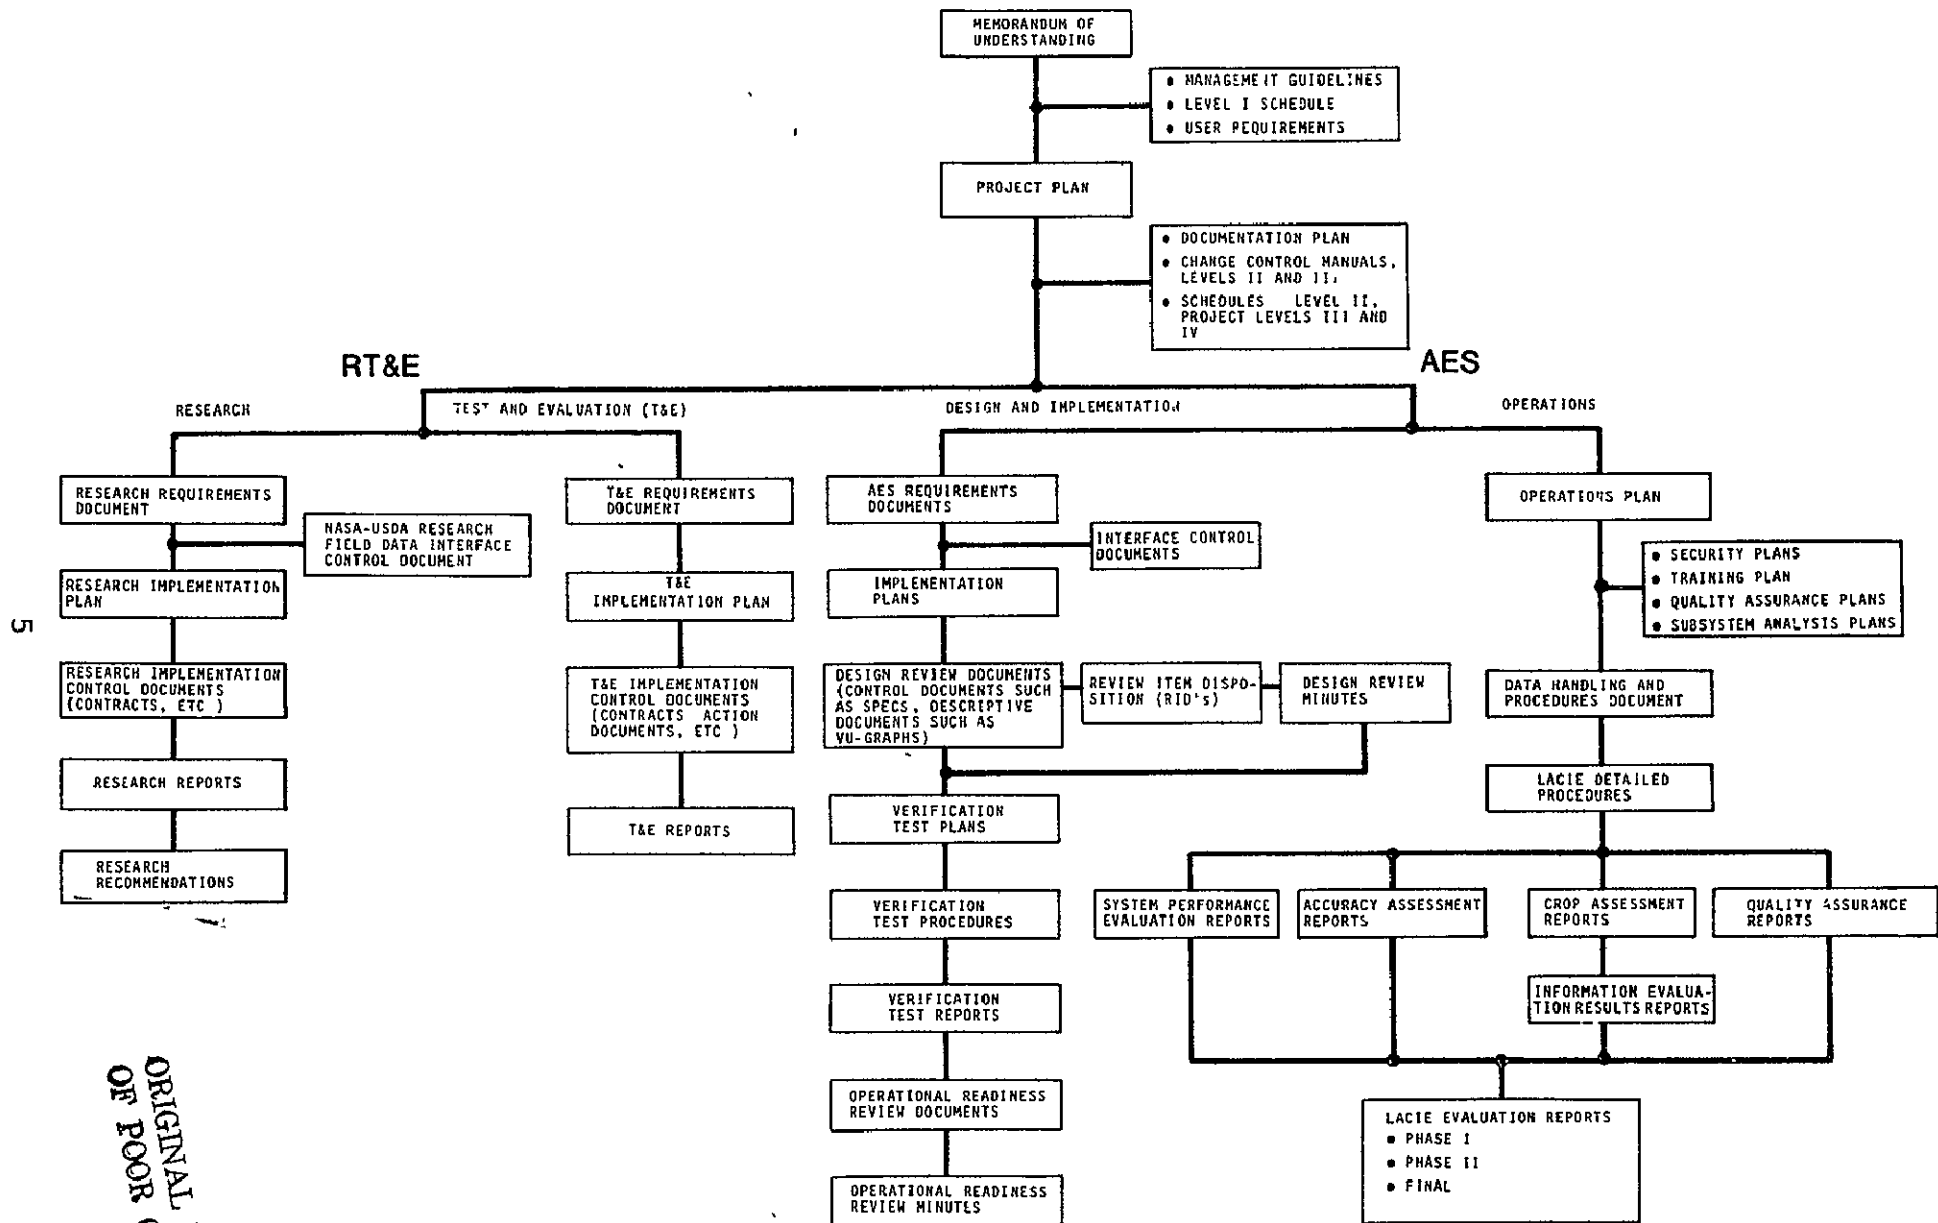 MEMORANDUM OF
UNDERSTANDING
● MANAGEMENT GUIDELINES
● LEVEL I SCHEDULE
● USER REQUIREMENTS
PROJECT PLAN
● DOCUMENTATION PLAN
● CHANGE CONTROL MANUALS,
LEVELS II AND
● SCHEDULES LEVEL II,
PROJECT LEVELS III AND
IV
RT&E
AES
RESEARCH
TEST AND EVALUATION (T&E)
DESIGN AND IMPLEMENTATION
OPERATIONS
RESEARCH REQUIREMENTS
DOCUMENT
NASA-USDA RESEARCH
FIELD DATA INTERFACE
CONTROL DOCUMENT
RESEARCH IMPLEMENTATION
PLAN
RESEARCH IMPLEMENTATION
CONTROL DOCUMENTS
(CONTRACTS, ETC )
RESEARCH REPORTS
RESEARCH
RECOMMENDATIONS
T&E REQUIREMENTS
DOCUMENT
T&E
IMPLEMENTATION PLAN
T&E IMPLEMENTATION
CONTROL DOCUMENTS
(CONTRACTS ACTION
DOCUMENTS, ETC )
T&E REPORTS
AES REQUIREMENTS
DOCUMENTS
INTERFACE CONTROL
DOCUMENTS
IMPLEMENTATION
PLANS
DESIGN REVIEW DOCUMENTS
(CONTROL DOCUMENTS SUCH
AS SPECS, DESCRIPTIVE
DOCUMENTS SUCH AS
VU-GRAPHS)
REVIEW ITEM DISPO-
SITION (RID's)
DESIGN REVIEW
MINUTES
VERIFICATION
TEST PLANS
VERIFICATION
TEST PROCEDURES
VERIFICATION
TEST REPORTS
OPERATIONAL READINESS
REVIEW DOCUMENTS
OPERATIONAL READINESS
REVIEW MINUTES
OPERATIONS PLAN
● SECURITY PLANS
● TRAINING PLAN
● QUALITY ASSURANCE PLANS
● SUBSYSTEM ANALYSIS PLANS
DATA HANDLING AND
PROCEDURES DOCUMENT
LACIE DETAILED
PROCEDURES
SYSTEM PERFORMANCE
EVALUATION REPORTS
ACCURACY ASSESSMENT
REPORTS
CROP ASSESSMENT
REPORTS
QUALITY ASSURANCE
REPORTS
INFORMATION EVALUA-
TION RESULTS REPORTS
LACIE EVALUATION REPORTS
● PHASE I
● PHASE II
● FINAL
5
ORIGINAL
OF POOR